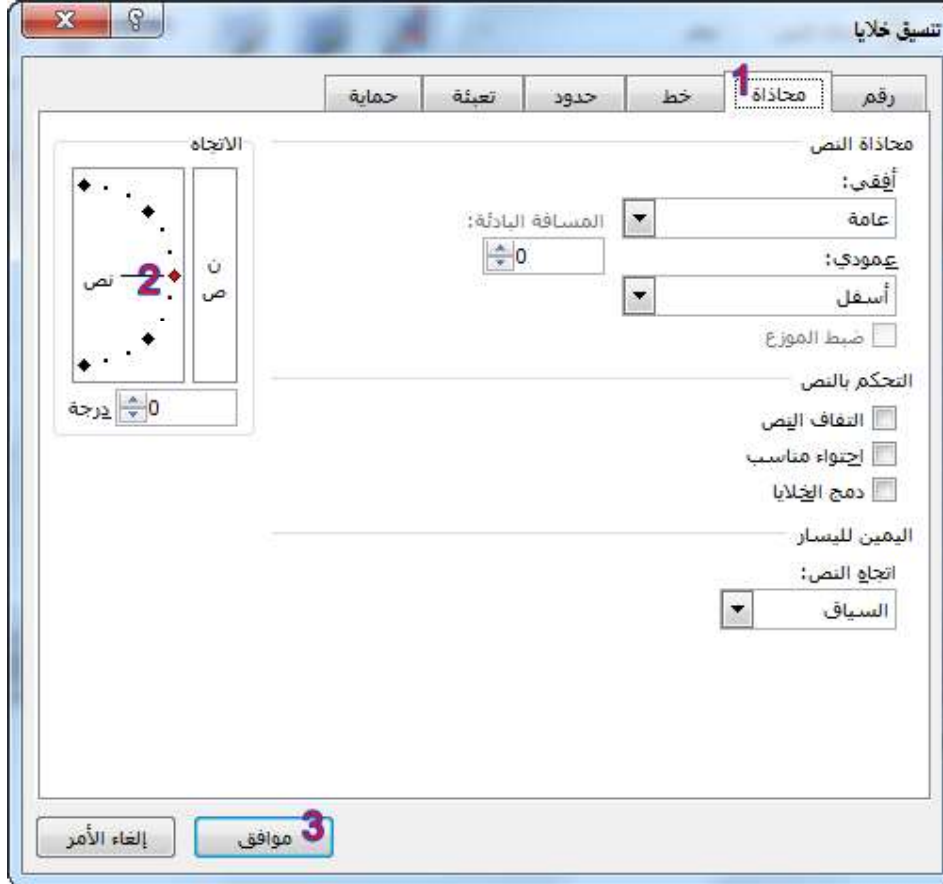 تنسيق خلايا
رقم
محاذاة
خط
حدود
تعبئة
حماية
1
محاذاة النص
أفقي:
عامة
المسافة البادئة:
0
عمودي:
أسفل
ضبط الموزع
التحكم بالنص
التفاف النص
احتواء مناسب
دمج الخلايا
اليمين لليسار
اتجاه النص:
السياق
الاتجاه
ن
ص
نص
2
0 درجة
3 موافق
إلغاء الأمر